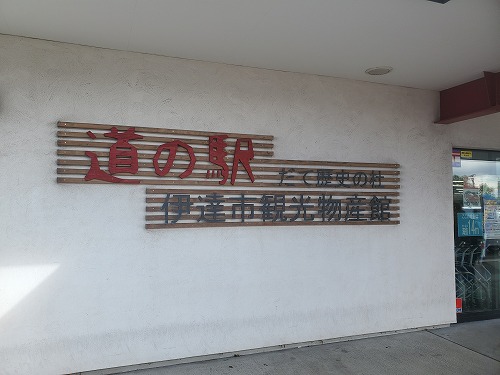 道の駅 だて歴史の杜
伊達市観光物産館